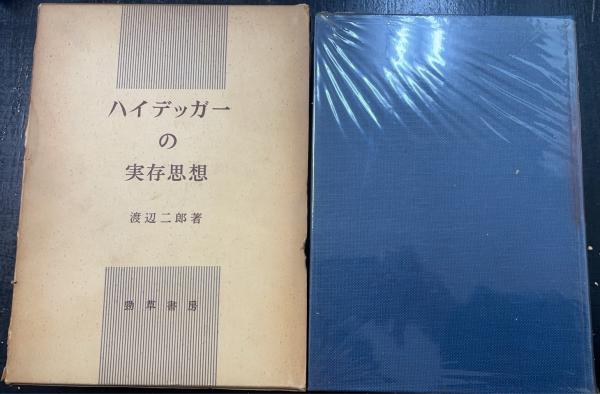 ハイデッガー
の
実存思想
渡辺二郎著
勁草書房